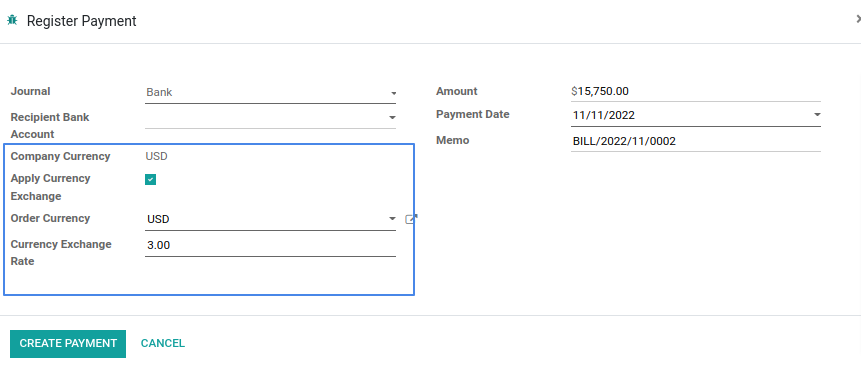 Register Payment
Journal
Bank
Recipient Bank
Account
Company Currency
USD
Apply Currency
Exchange
Order Currency
USD
Currency Exchange
Rate
3.00
Amount
$15,750.00
Payment Date
11/11/2022
Memo
BILL/2022/11/0002
CREATE PAYMENT
CANCEL